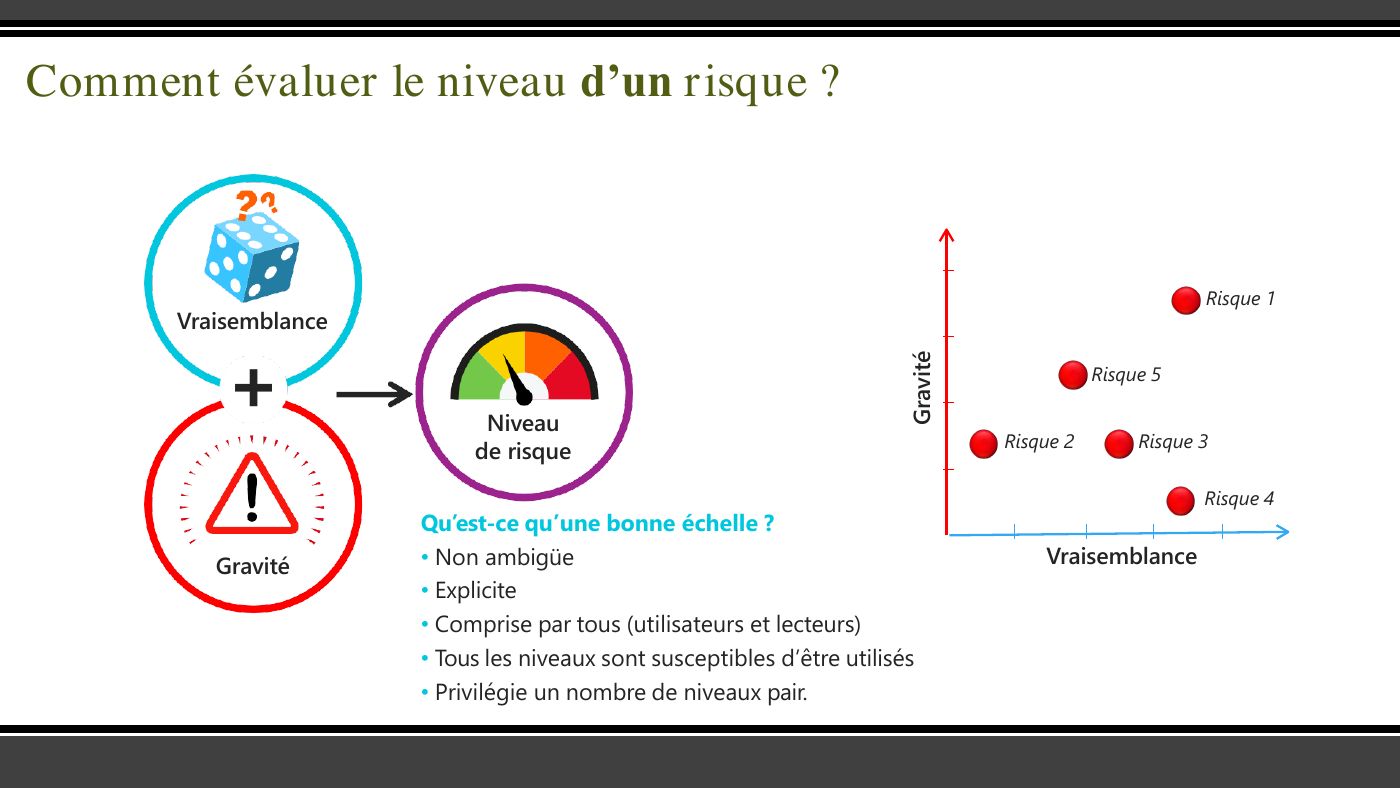 Comment évaluer le niveau d’un risque ?
??
Vraisemblance
+
Gravité
Niveau
de risque
Qu’est-ce qu’une bonne échelle ?
• Non ambigüe
• Explicite
• Comprise par tous (utilisateurs et lecteurs)
• Tous les niveaux sont susceptibles d’être utilisés
• Privilégie un nombre de niveaux pair.
Gravité
Risque 1
Risque 5
Risque 2
Risque 3
Risque 4
Vraisemblance